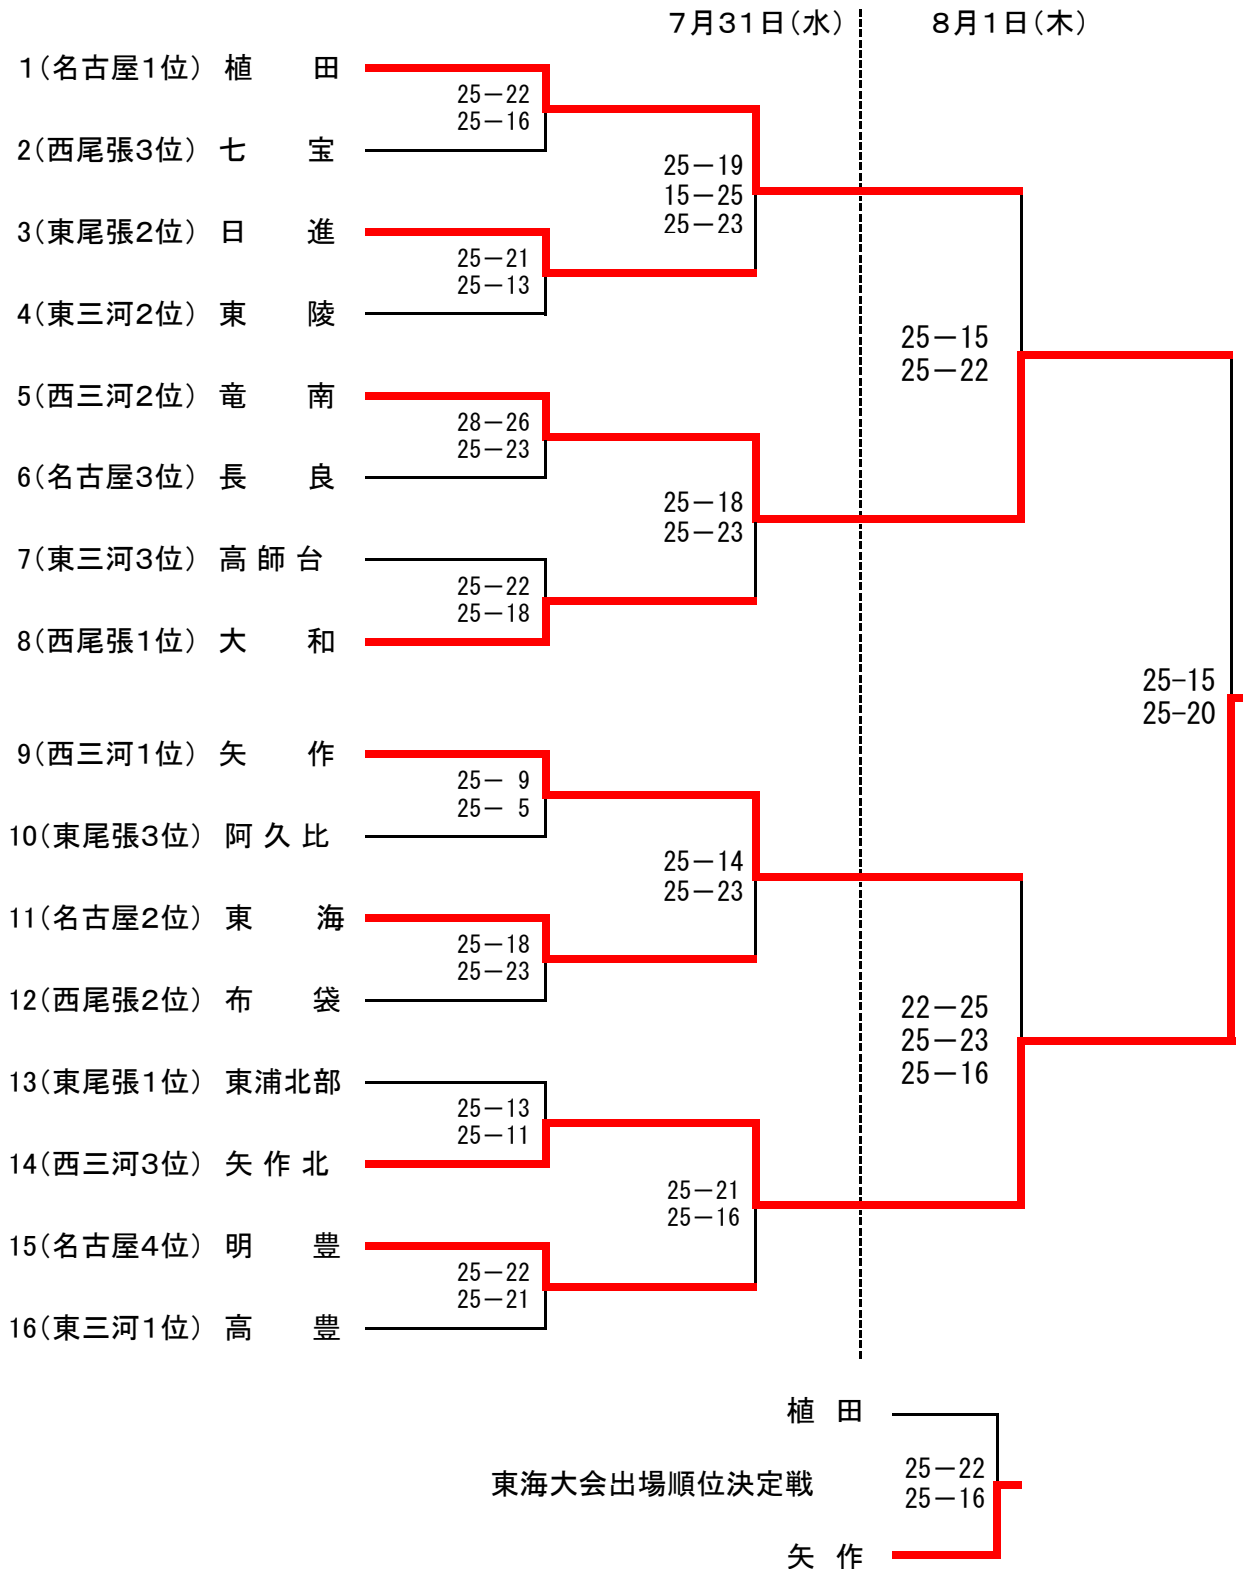 7月31日(水) 8月1日(木)
1(名古屋1位) 植 田
25－22
25－16
2(西尾張3位) 七 宝
25－19
15－25
25－23
3(東尾張2位) 日 進
25－21
25－13
4(東三河2位) 東 陵
25－15
25－22
5(西三河2位) 竜 南
28－26
25－23
6(名古屋3位) 長 良
25－18
25－23
7(東三河3位) 高 師 台
25－22
25－18
8(西尾張1位) 大 和
25-15
25-20
9(西三河1位) 矢 作
25－ 9
25－ 5
10(東尾張3位) 阿 久 比
25－14
25－23
11(名古屋2位) 東 海
25－18
25－23
12(西尾張2位) 布 袋
22－25
25－23
25－16
13(東尾張1位) 東浦北部
25－13
25－11
14(西三河3位) 矢 作 北
25－21
25－16
15(名古屋4位) 明 豊
25－22
25－21
16(東三河1位) 高 豊
植 田
25－22
東海大会出場順位決定戦
25－16
矢 作